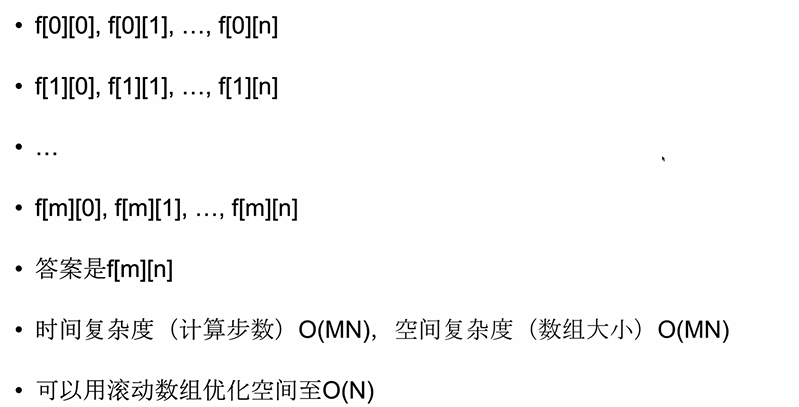 • f[0][0], f[0][1], …, f[0][n]
• f[1][0], f[1][1], …, f[1][n]
• …
• f[m][0], f[m][1], …, f[m][n]
• 答案是f[m][n]
• 时间复杂度（计算步数）O(MN)，空间复杂度（数组大小）O(MN)
• 可以用滚动数组优化空间至O(N)